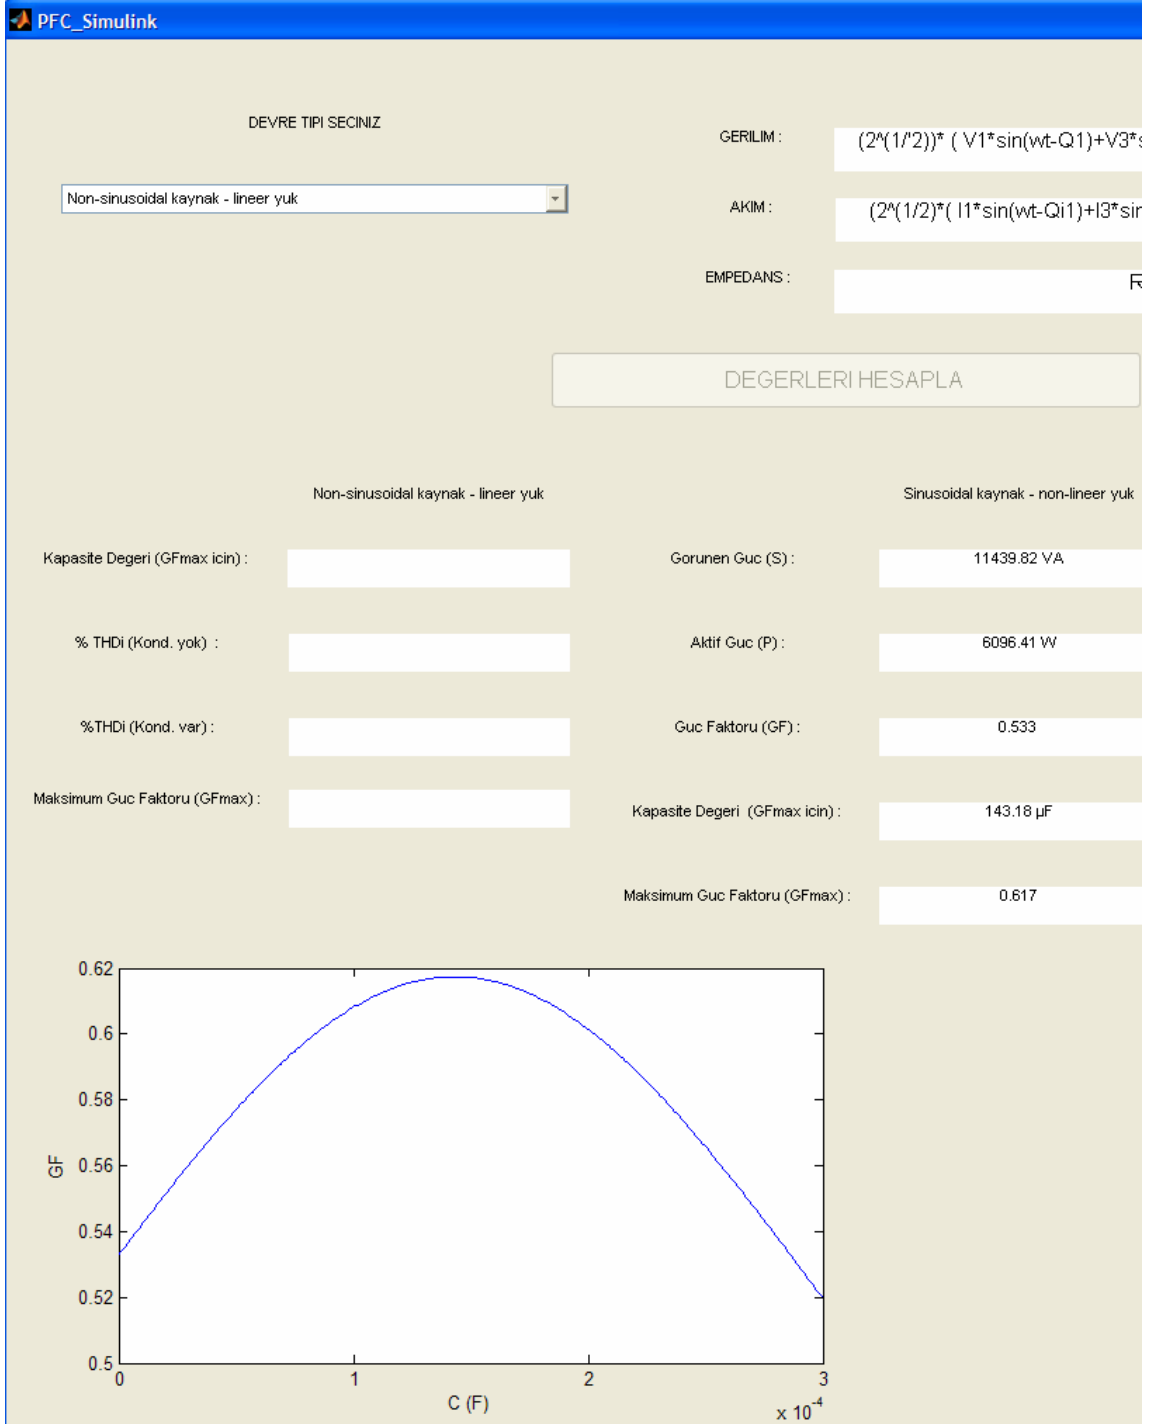 PFC_Simulink
DEVRE TIPI SECINIZ
Non-sinusoidal kaynak - lineer yuk
GERILIM :
(2^(1/'2))* ( V1*sin(wt-Q1)+V3*s
AKIM :
(2^(1/2)*( I1*sin(wt-Qi1)+I3*sin
EMPEDANS :
R
DEGERLERI HESAPLA
Non-sinusoidal kaynak - lineer yuk
Kapasite Degeri (GFmax icin) :
% THDi (Kond. yok) :
%THDi (Kond. var) :
Maksimum Guc Faktoru (GFmax) :
Sinusoidal kaynak - non-lineer yuk
Gorunen Guc (S) :
11439.82 VA
Aktif Guc (P) :
6096.41 W
Guc Faktoru (GF) :
0.533
Kapasite Degeri (GFmax icin) :
143.18 µF
Maksimum Guc Faktoru (GFmax) :
0.617
0.62
0.6
0.58
0.56
0.54
0.52
0.5
GF
0
1
2
3
C (F)
x 10^-4